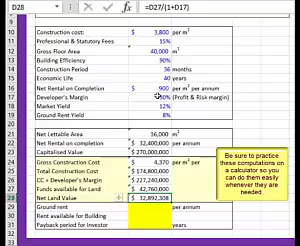 D28 fx =D27/(1+D17)
D E F G H I
10 Construction cost: $ 3,800 per m²
11 Professional & Statutory Fees 15%
12 Gross Floor Area 40,000 m²
13 Building Efficiency 90%
14 Construction Period 36 months
15 Economic Life 40 years
16 Net Rental on Completion $ 900 per m² per annum
17 Developer's Margin 30% (Profit & Risk margin)
18 Market Yield 12%
19 Ground Rent Yield 8%
20
21 Net Lettable Area 36,000 m²
22 Net Rental on completion $ 32,400,000 per annum
23 Capitalised Value $ 270,000,000
24 Gross Construction Cost $ 4,370 per m² per
25 Total Construction Cost $ 174,800,000
26 CC + Developer's Margin $ 227,240,000
27 Funds available for Land $ 42,760,000
28 Net Land Value $ 32,892,308
29 Ground rent per annum
30 Rent available for Building
31 Payback period for Investor years
Be sure to practice
these computations on
a calculator so you
can do them easily
whenever they are
needed.